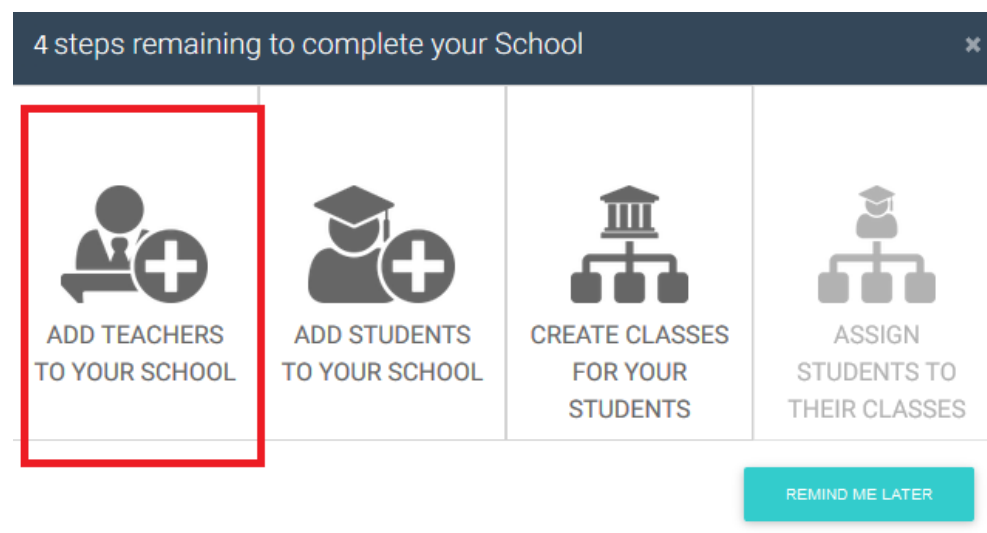 4 steps remaining to complete your School
ADD TEACHERS
TO YOUR SCHOOL
ADD STUDENTS
TO YOUR SCHOOL
CREATE CLASSES
FOR YOUR
STUDENTS
ASSIGN
STUDENTS TO
THEIR CLASSES
REMIND ME LATER